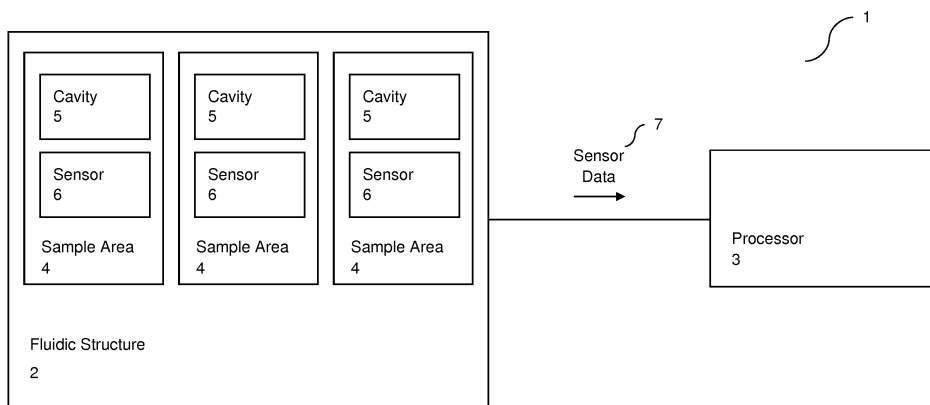 1
Cavity
5
Cavity
5
Cavity
5
Sensor
6
Sensor
6
Sensor
6
Sample Area
4
Sample Area
4
Sample Area
4
Fluidic Structure
2
7
Sensor
Data
Processor
3